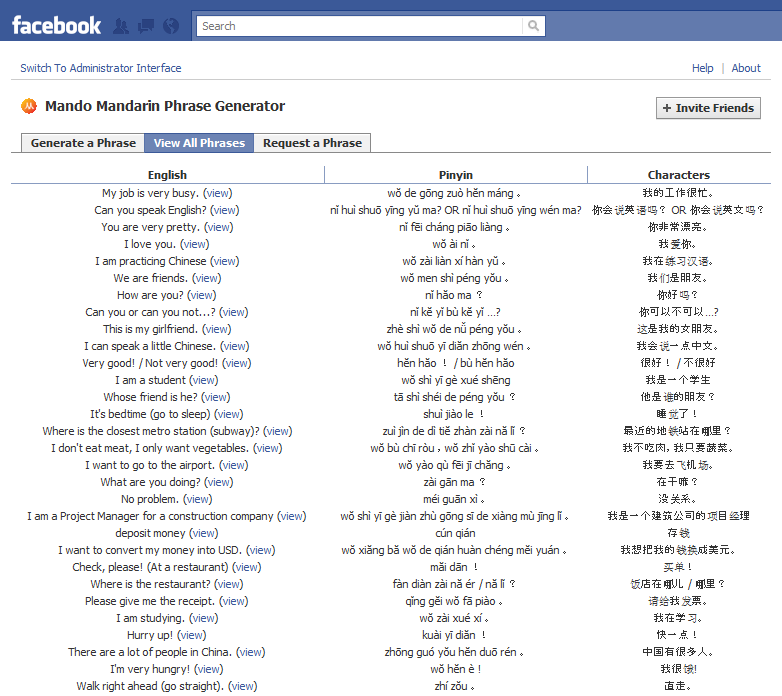 facebook Search
Switch To Administrator Interface Help | About
Mando Mandarin Phrase Generator + Invite Friends
Generate a Phrase View All Phrases Request a Phrase
English Pinyin Characters
My job is very busy. (view) wǒ de gōng zuò hěn máng 。 我的工作很忙。
Can you speak English? (view) nǐ huì shuō yīng yǔ ma? OR nǐ huì shuō yīng wén ma? 你会说英语吗? OR 你会说英文吗?
You are very pretty. (view) nǐ fēi cháng piāo liàng 。 你非常漂亮。
I love you. (view) wǒ ài nǐ 。 我爱你。
I am practicing Chinese (view) wǒ zài liàn xí hàn yǔ 。 我在练习汉语。
We are friends. (view) wǒ men shì péng yǒu 。 我们是朋友。
How are you? (view) nǐ hǎo ma ？ 你好吗？
Can you or can you not...? (view) nǐ kě yǐ bù kě yǐ ...? 你可以不可以...?
This is my girlfriend. (view) zhè shì wǒ de nǚ péng yǒu 。 这是我的女朋友。
I can speak a little Chinese. (view) wǒ huì shuō yī diǎn zhōng wén 。 我会说一点中文。
Very good! / Not very good! (view) hěn hǎo ！ / bù hěn hǎo 很好！ / 不很好
I am a student (view) wǒ shì yī gè xué shēng 我是一个学生
Whose friend is he? (view) tā shì shéi de péng yǒu ？ 他是谁的朋友？
It's bedtime (go to sleep) (view) shuì jiào le ！ 睡觉了！
Where is the closest metro station (subway)? (view) zuì jìn de dì tiě zhàn zài nǎ lǐ ？ 最近的地铁站在哪里？
I don't eat meat, I only want vegetables. (view) wǒ bù chī ròu ，wǒ zhǐ yào shū cài 。 我不吃肉，我只要蔬菜。
I want to go to the airport. (view) wǒ yào qù fēi jī chǎng 。 我要去飞机场。
What are you doing? (view) zài gān ma ？ 在干嘛？
No problem. (view) méi guān xì 。 没关系。
I am a Project Manager for a construction company (view) wǒ shì yī gè jiàn zhù gōng sī de xiàng mù jīng lǐ 。 我是一个建筑公司的项目经理
deposit money (view) cún qián 存钱
I want to convert my money into USD. (view) wǒ xiǎng bǎ wǒ de qián huàn chéng měi yuán 。 我想把我的钱换成美元。
Check, please! (At a restaurant) (view) mǎi dān ！ 买单！
Where is the restaurant? (view) fàn diàn zài nǎ ér / nǎ lǐ ？ 饭店在哪儿 / 哪里？
Please give me the receipt. (view) qǐng gěi wǒ fā piào 。 请给我发票。
I am studying. (view) wǒ zài xué xí 。 我在学习。
Hurry up! (view) kuài yī diǎn ！ 快一点！
There are a lot of people in China. (view) zhōng guó yǒu hěn duō rén 。 中国有很多人。
I'm very hungry! (view) wǒ hěn è ! 我很饿!
Walk right ahead (go straight). (view) zhí zǒu 。 直走。